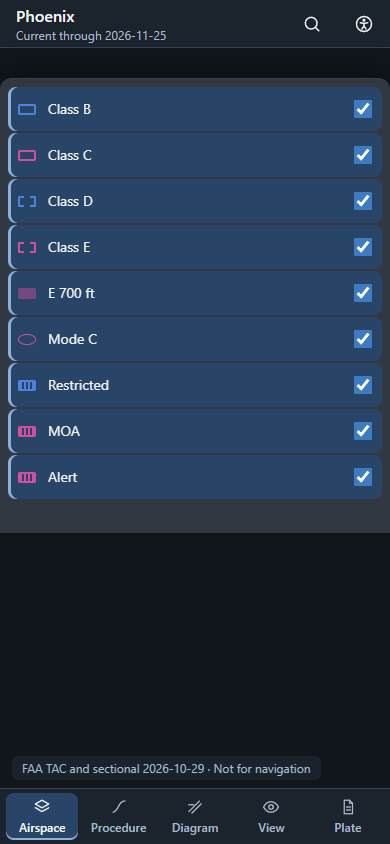 Phoenix
Current through 2026-11-25
Class B
Class C
Class D
Class E
E 700 ft
Mode C
Restricted
MOA
Alert
FAA TAC and sectional 2026-10-29 · Not for navigation
Airspace
Procedure
Diagram
View
Plate